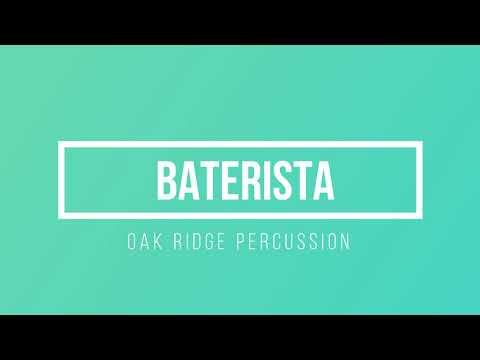 BATERISTA
OAK RIDGE PERCUSSION